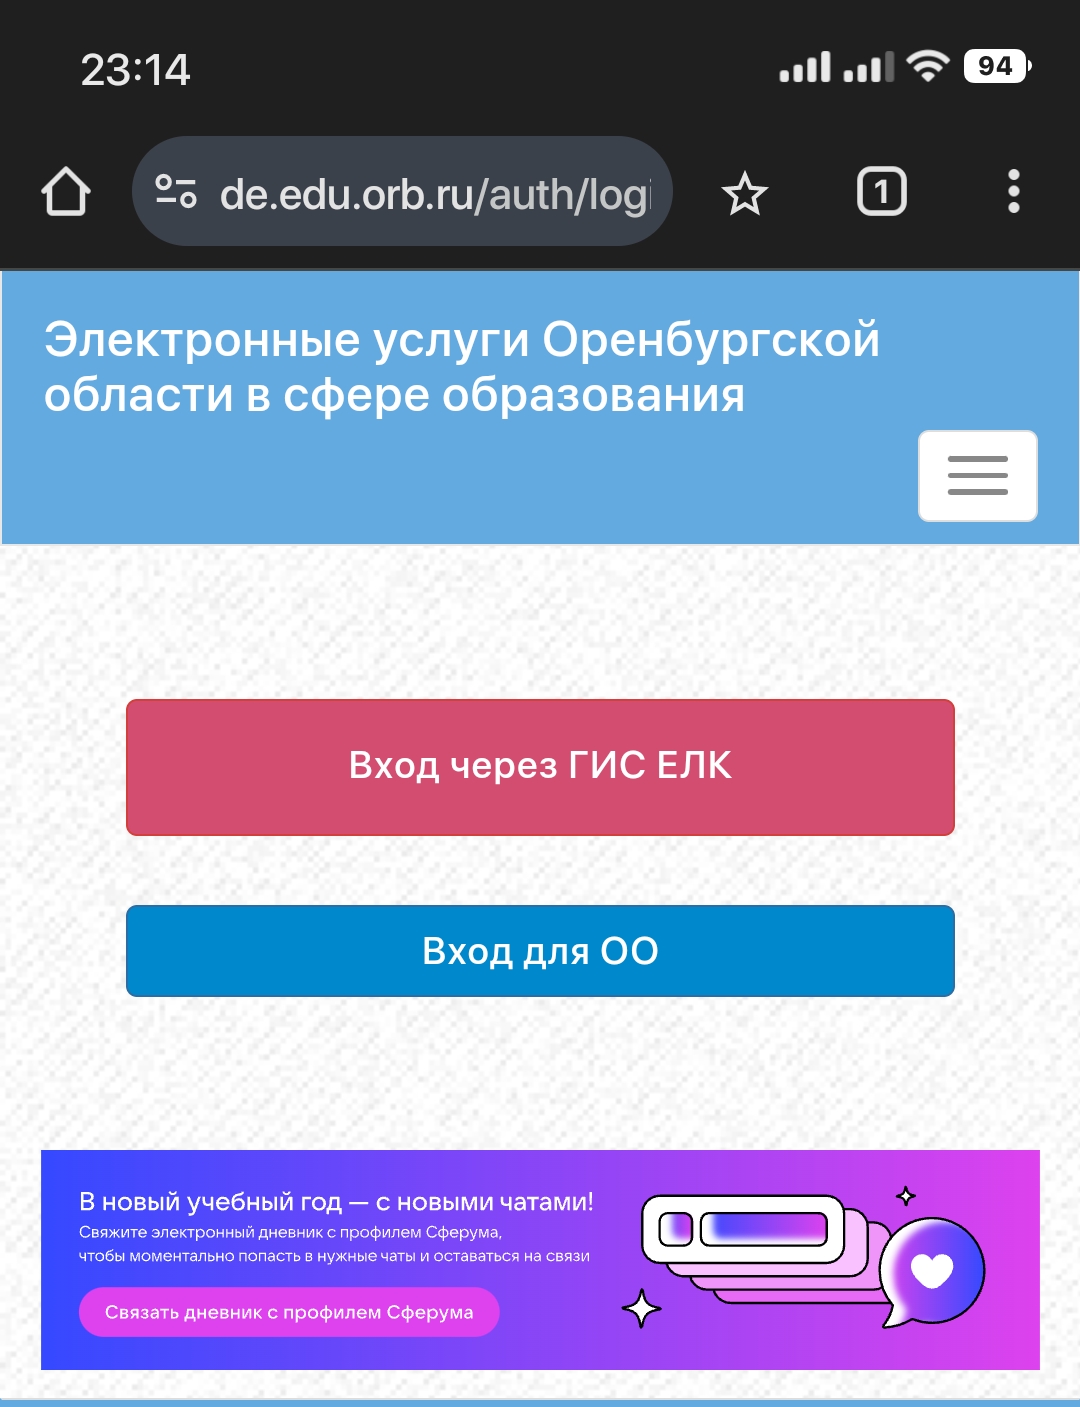 23:14
94
de.edu.orb.ru/auth/logi
1
Электронные услуги Оренбургской
области в сфере образования
Вход через ГИС ЕЛК
Вход для ОО
В новый учебный год — с новыми чатами!
Свяжите электронный дневник с профилем Сферума,
чтобы моментально попасть в нужные чаты и оставаться на связи
Связать дневник с профилем Сферума